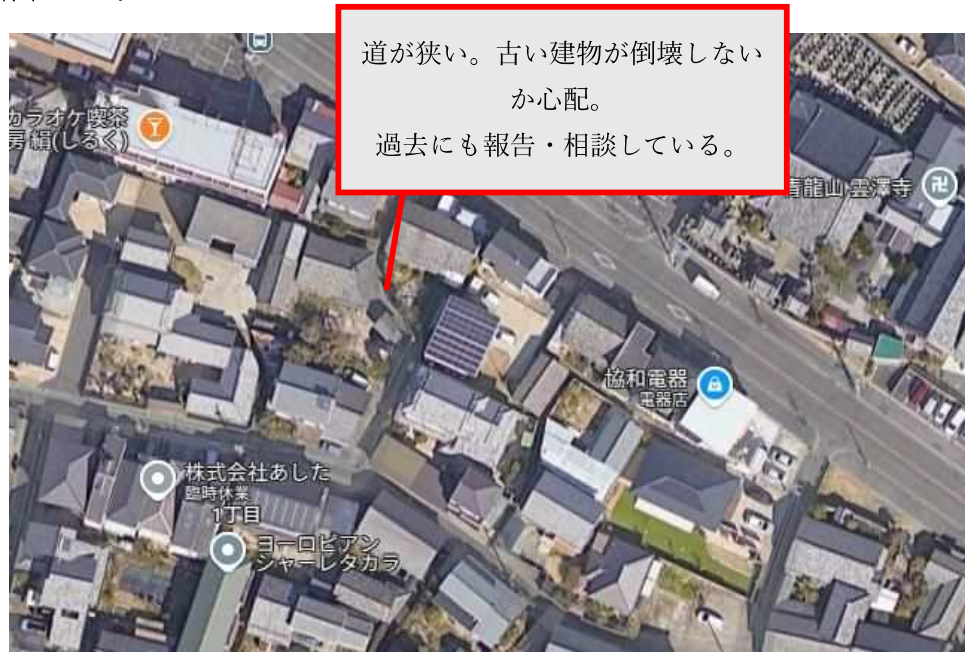 道が狭い。古い建物が倒壊しない
か心配。
過去にも報告・相談している。
カラオケ喫茶
房 絹(しるく)
青龍山 雲澤寺
卍
協和電器
電器店
株式会社あした
臨時休業
1丁目
ヨーロピアン
シャーレタカラ